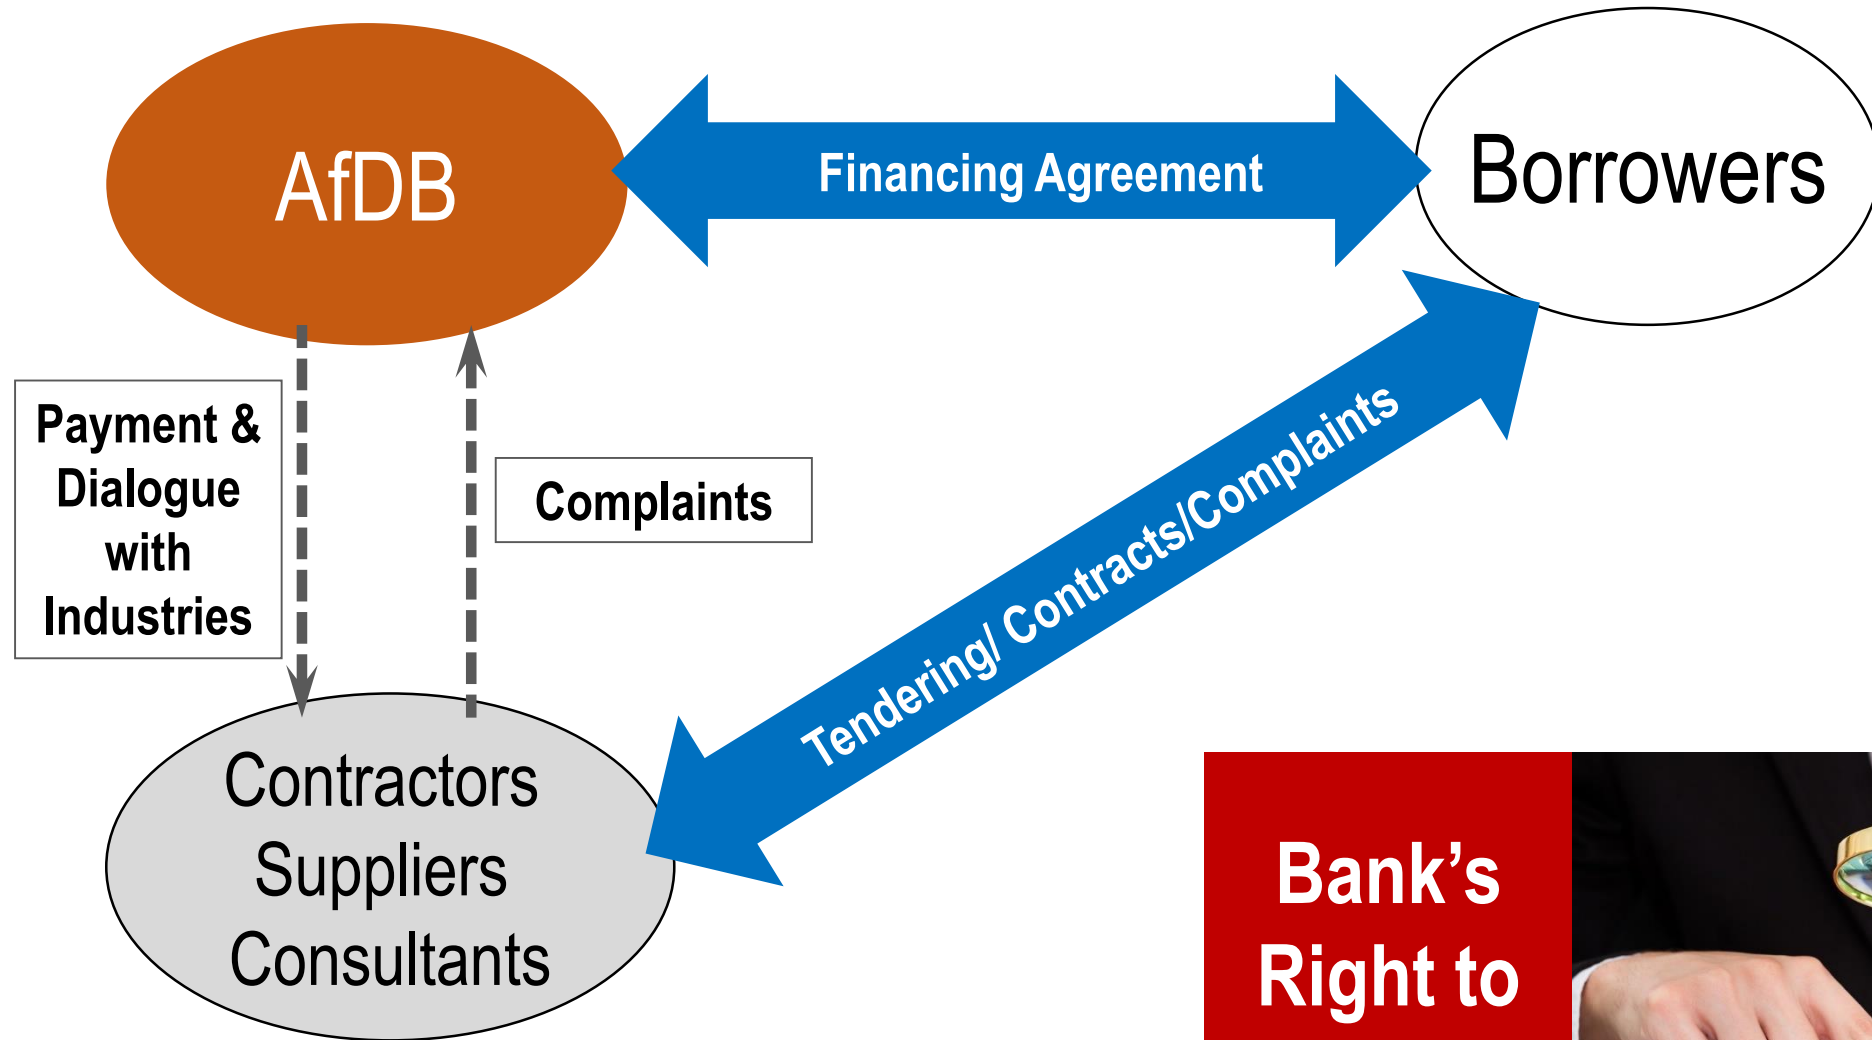 AfDB
Financing Agreement
Borrowers
Payment &
Dialogue
with
Industries
Complaints
Tendering/ Contracts/Complaints
Contractors
Suppliers
Consultants
Bank’s
Right to